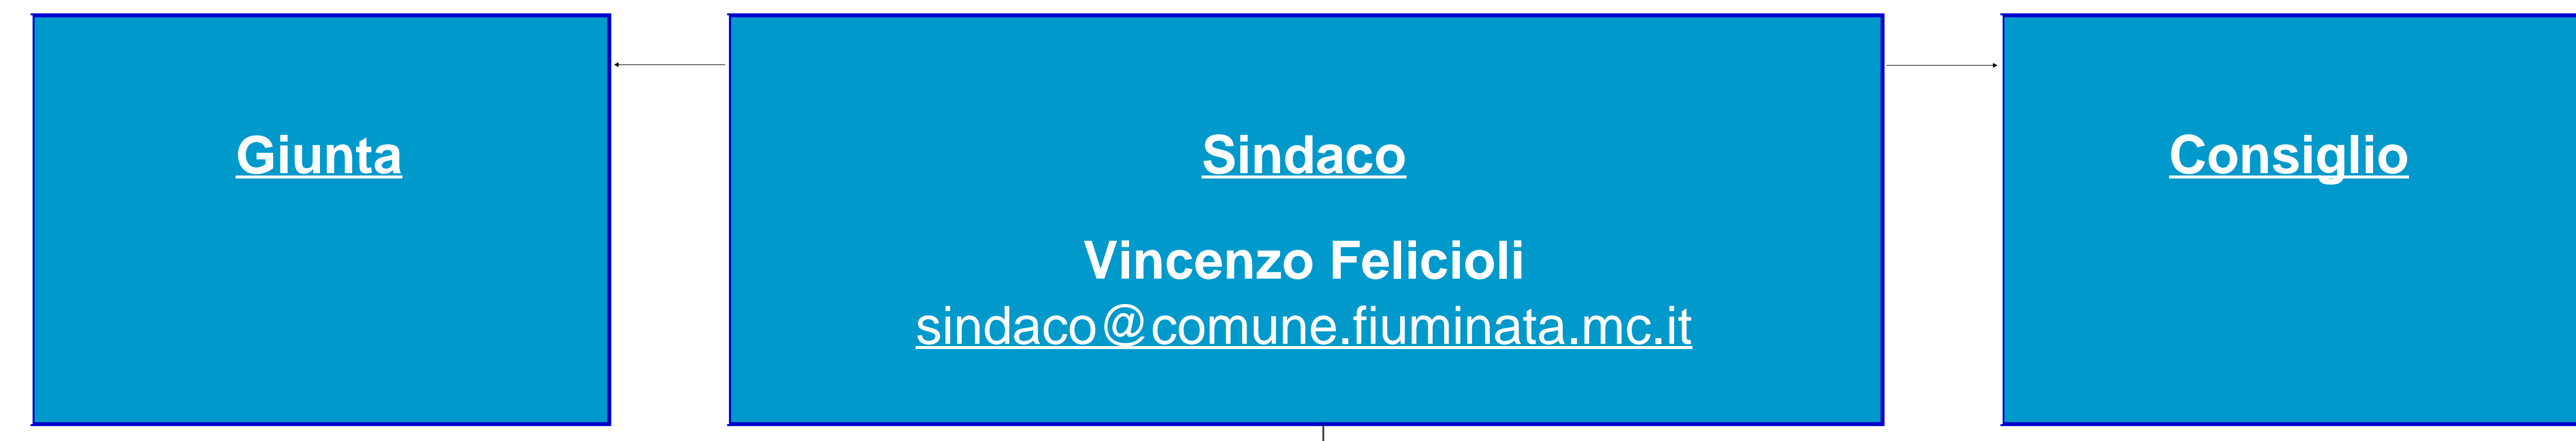 Giunta
Sindaco
Vincenzo Felicioli
sindaco@comune.fiuminata.mc.it
Consiglio